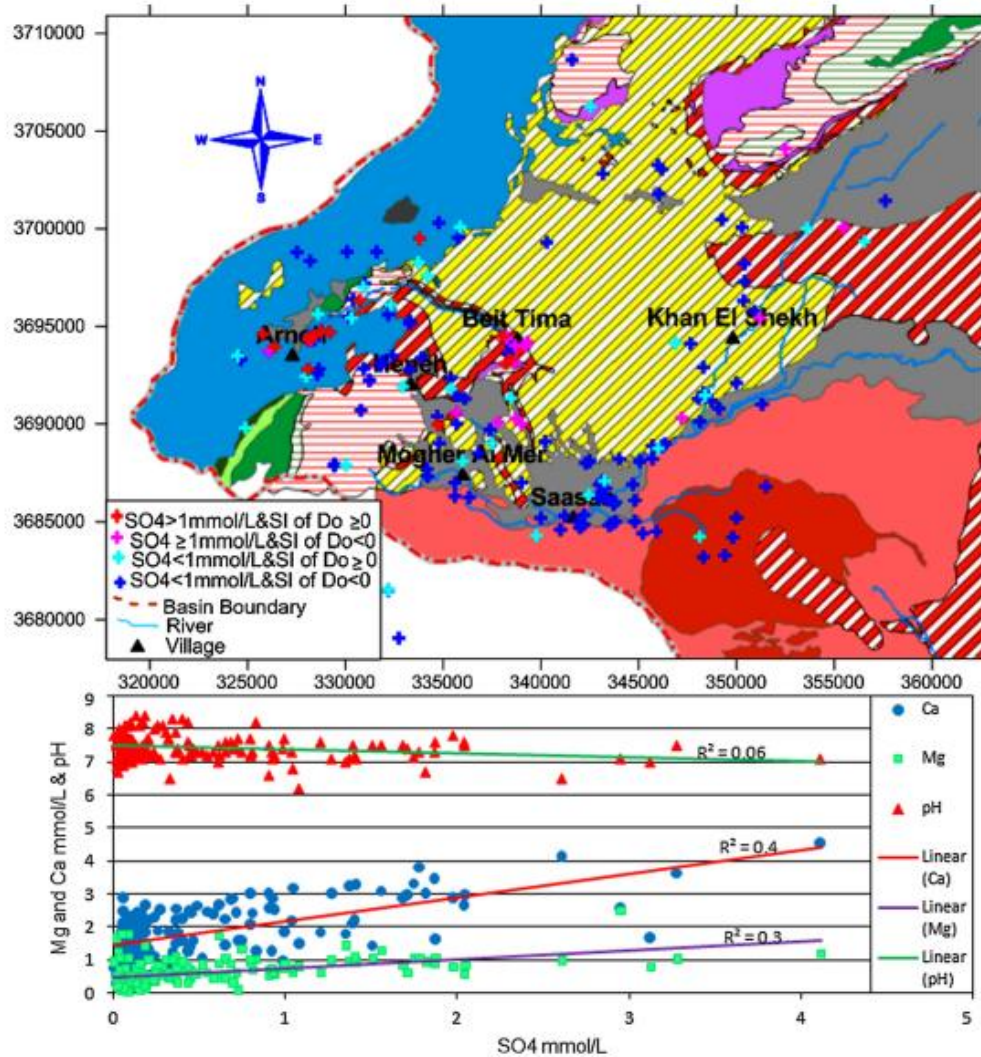 3710000
3705000
3700000
3695000
3690000
3685000
3680000
N
W E
S
Beit Tima
Khan El Shekh
Arneh
Heneh
Mogher Al Mer
Saasaa
SO4>1mmol/L&SI of Do ≥0
SO4 ≥1mmol/L&SI of Do<0
SO4<1mmol/L&SI of Do ≥ 0
SO4<1mmol/L&SI of Do<0
Basin Boundary
River
Village
320000 325000 330000 335000 340000 345000 350000 355000 360000
9
8
7
6
5
4
3
2
1
0
Mg and Ca mmol/L & pH
R² = 0.06
R² = 0.4
R² = 0.3
0 1 2 3 4 5
SO4 mmol/L
Ca
Mg
pH
Linear
(Ca)
Linear
(Mg)
Linear
(pH)